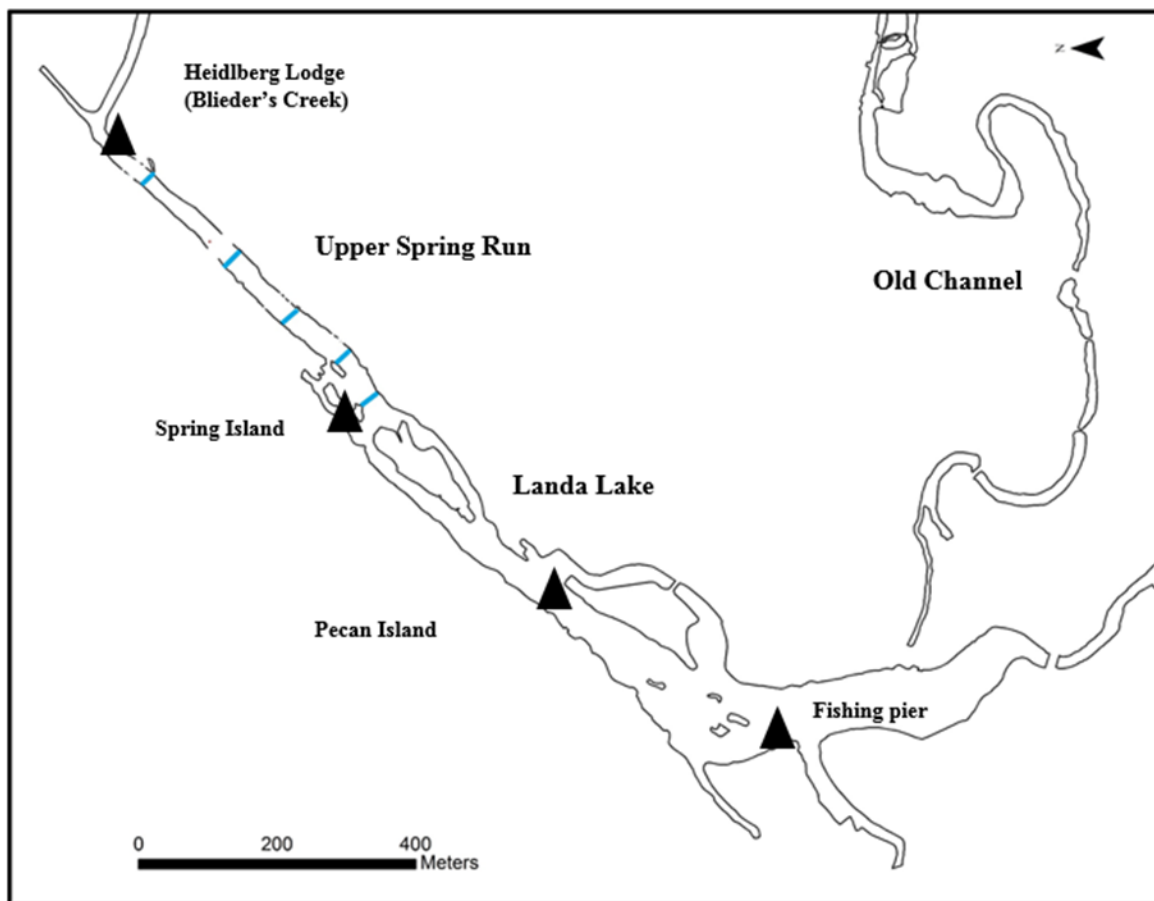 Heidlberg Lodge
(Blieder's Creek)
N
Upper Spring Run
Old Channel
Spring Island
Landa Lake
Pecan Island
Fishing pier
0 200 400
Meters